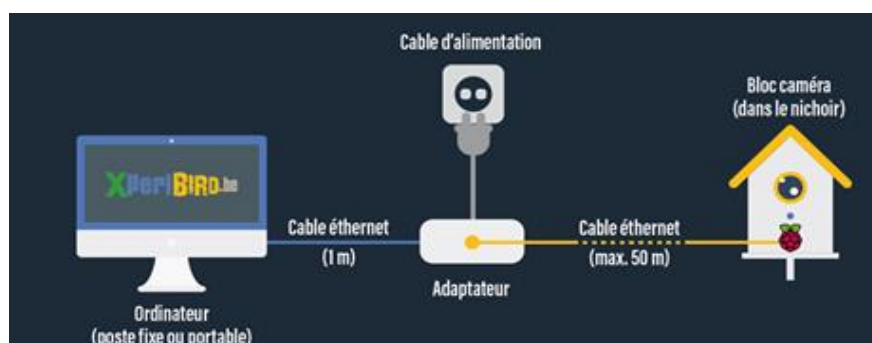 Cable d'alimentation
Bloc caméra
(dans le nichoir)
XperiBIRD.be
Cable éthernet
(1 m)
Cable éthernet
(max. 50 m)
Adaptateur
Ordinateur
(poste fixe ou portable)